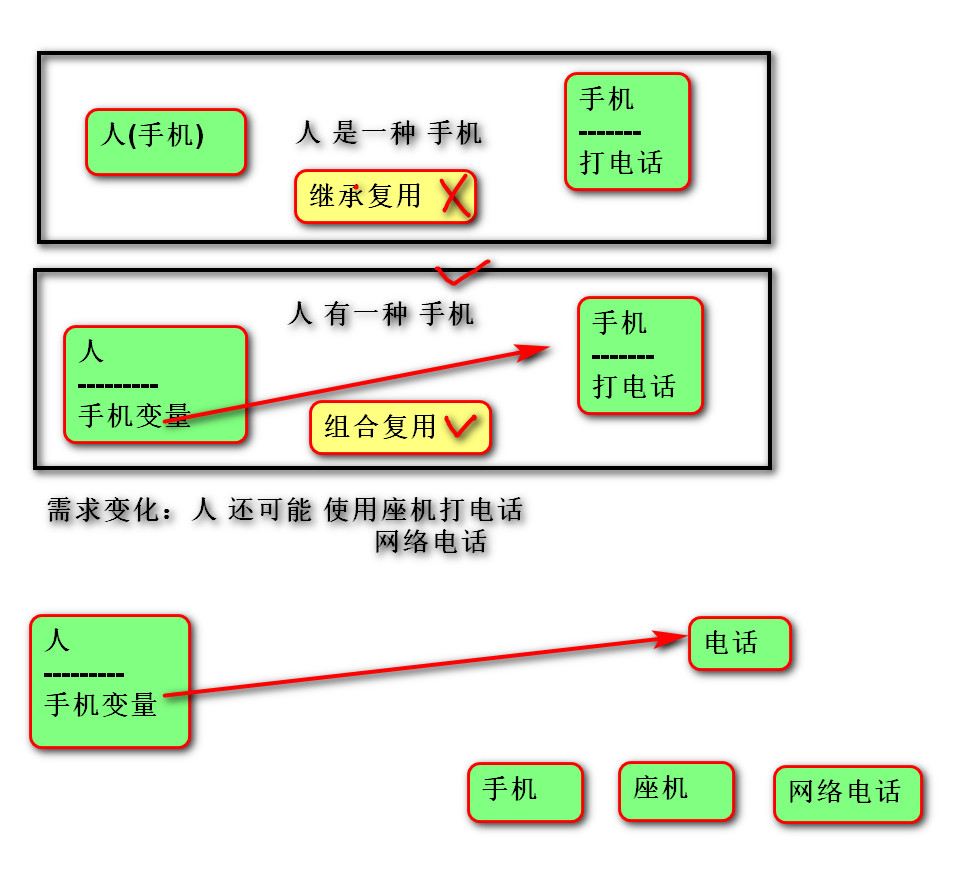 人(手机)
人 是一种 手机
继承复用
手机
-------
打电话
人 有一种 手机
人
---------
手机变量
组合复用
手机
-------
打电话
需求变化：人 还可能 使用座机打电话
网络电话
人
---------
手机变量
电话
手机
座机
网络电话